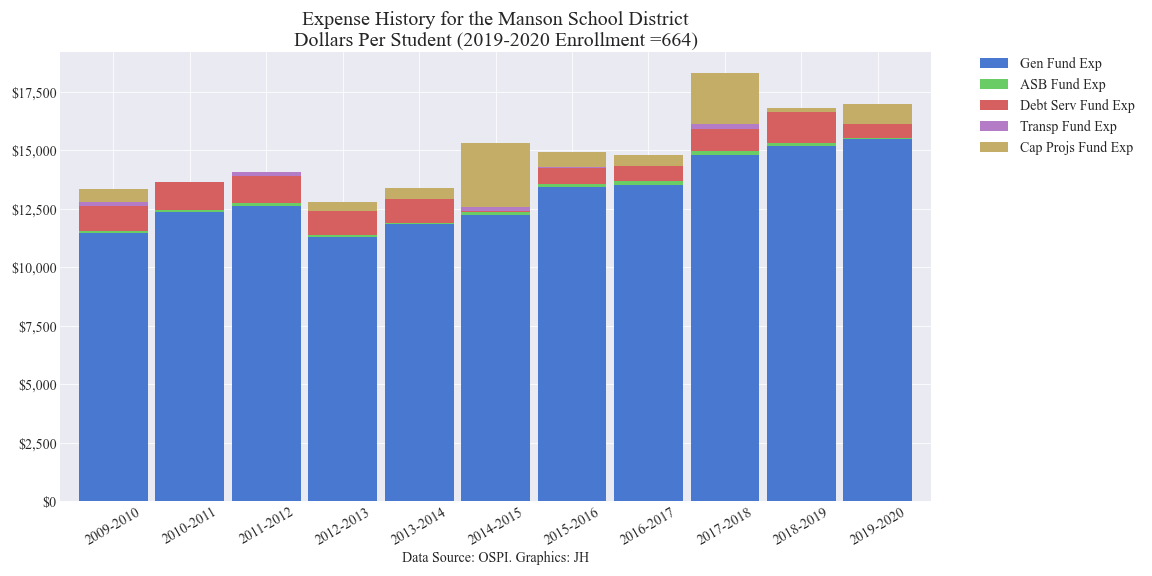 Expense History for the Manson School District
Dollars Per Student (2019-2020 Enrollment =664)
Gen Fund Exp
ASB Fund Exp
Debt Serv Fund Exp
Transp Fund Exp
Cap Projs Fund Exp
$17,500
$15,000
$12,500
$10,000
$7,500
$5,000
$2,500
$0
2009-2010
2010-2011
2011-2012
2012-2013
2013-2014
2014-2015
2015-2016
2016-2017
2017-2018
2018-2019
2019-2020
Data Source: OSPI. Graphics: JH